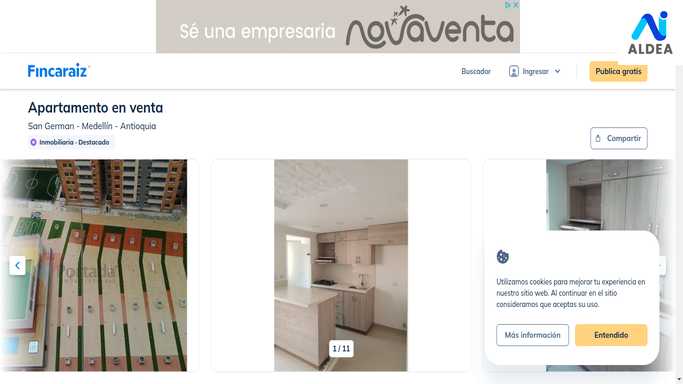 Sé una empresaria novaventa
ALDEA
Fincaraiz
Buscador
Ingresar
Publica gratis
Apartamento en venta
San German - Medellín - Antioquia
Inmobiliaria · Destacado
Compartir
Portada
1 / 11
Utilizamos cookies para mejorar tu experiencia en
nuestro sitio web. Al continuar en el sitio
consideramos que aceptas su uso.
Más información
Entendido